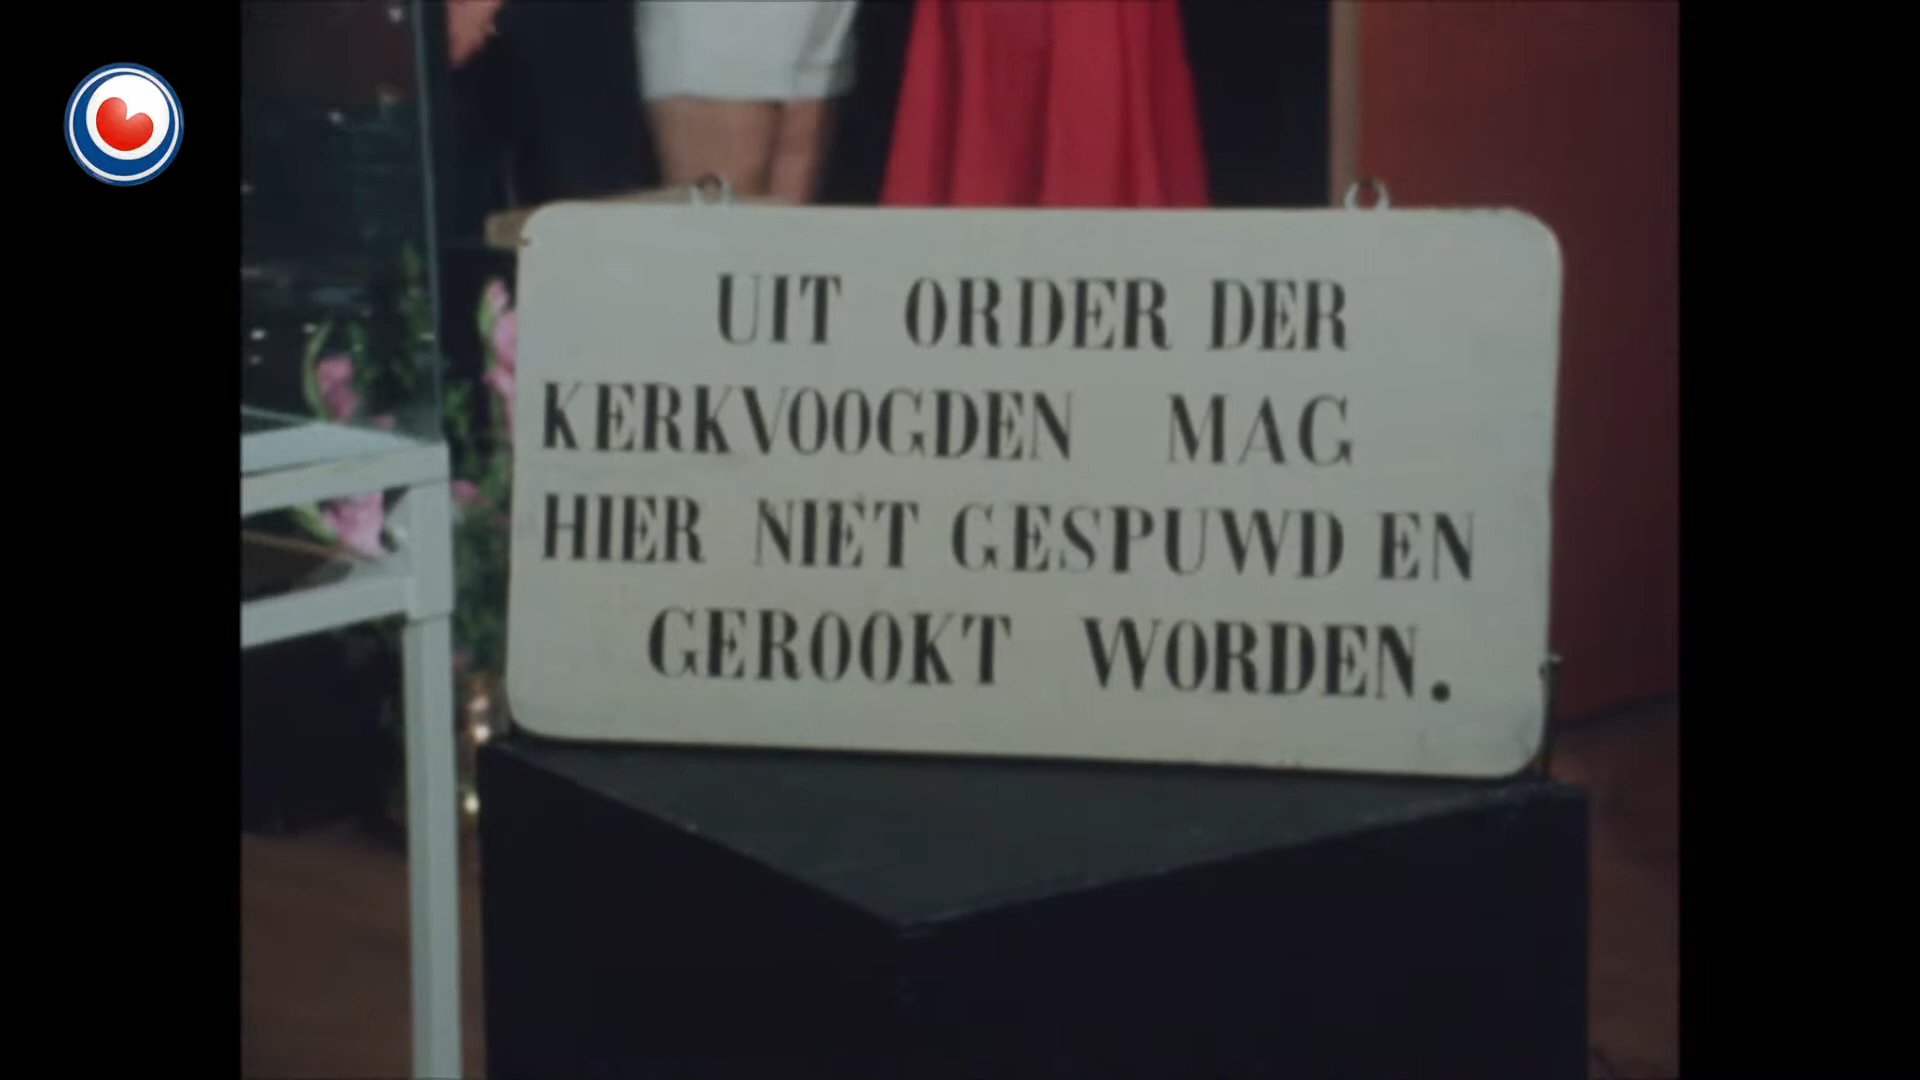 UIT ORDER DER
KERKVOOGDEN MAG
HIER NIET GESPUWD EN
GEROOKT WORDEN.